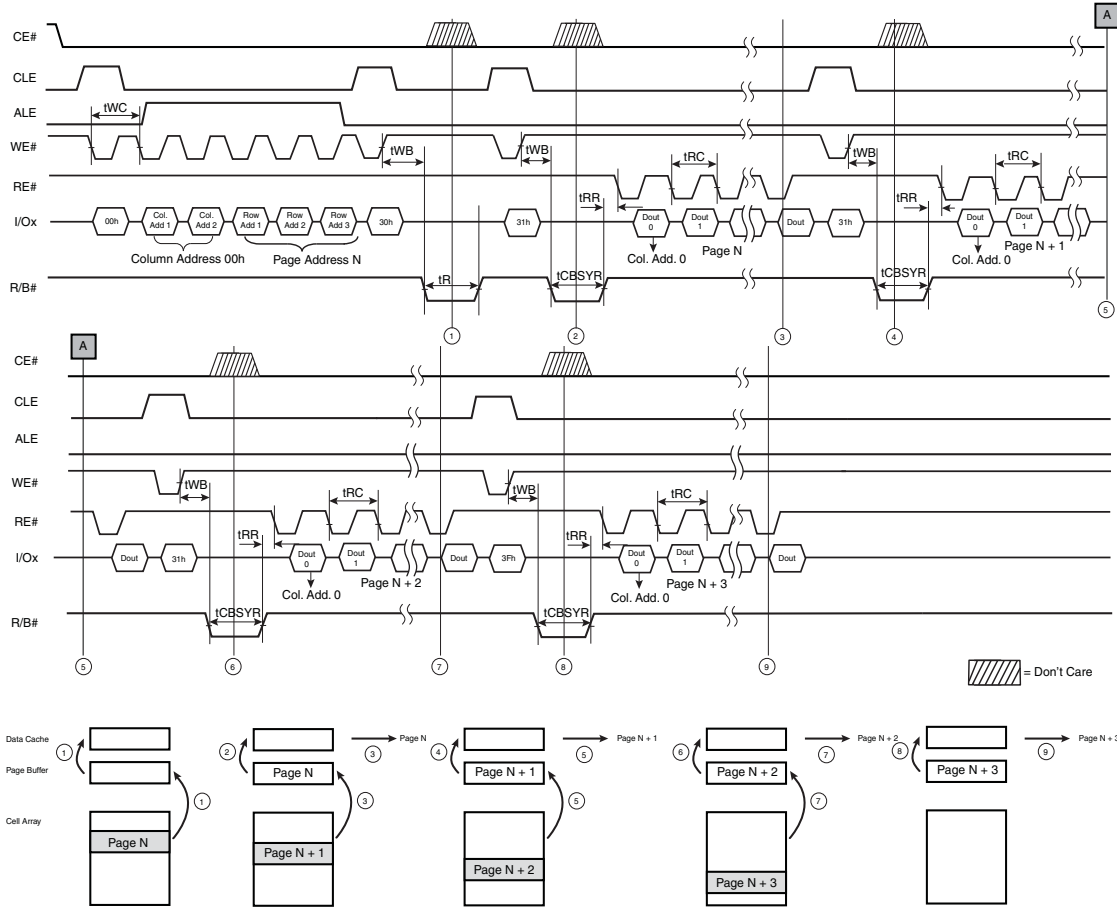 A
CE#
CLE
ALE
tWC
WE#
tWB
tWB
tWB
tRC
tRC
RE#
tRR
tRR
I/Ox
00h
Col. Add 1
Col. Add 2
Row Add 1
Row Add 2
Row Add 3
30h
31h
Dout 0
Dout 1
Dout
31h
Dout 0
Dout 1
Column Address 00h
Page Address N
Col. Add. 0
Page N
Col. Add. 0
Page N + 1
R/B#
tR
tCBSYR
tCBSYR
1
2
3
4
5
A
CE#
CLE
ALE
WE#
tWB
tWB
tRC
tRC
RE#
tRR
tRR
I/Ox
Dout
31h
Dout 0
Dout 1
Dout
3Fh
Dout 0
Dout 1
Dout
Col. Add. 0
Page N + 2
Col. Add. 0
Page N + 3
R/B#
tCBSYR
tCBSYR
5
6
7
8
9
= Don't Care
Data Cache
1
2
3
Page N
4
5
Page N + 1
6
7
Page N + 2
8
9
Page N + 3
Page Buffer
Page N
Page N + 1
Page N + 2
Page N + 3
1
3
5
7
Cell Array
Page N
Page N + 1
Page N + 2
Page N + 3